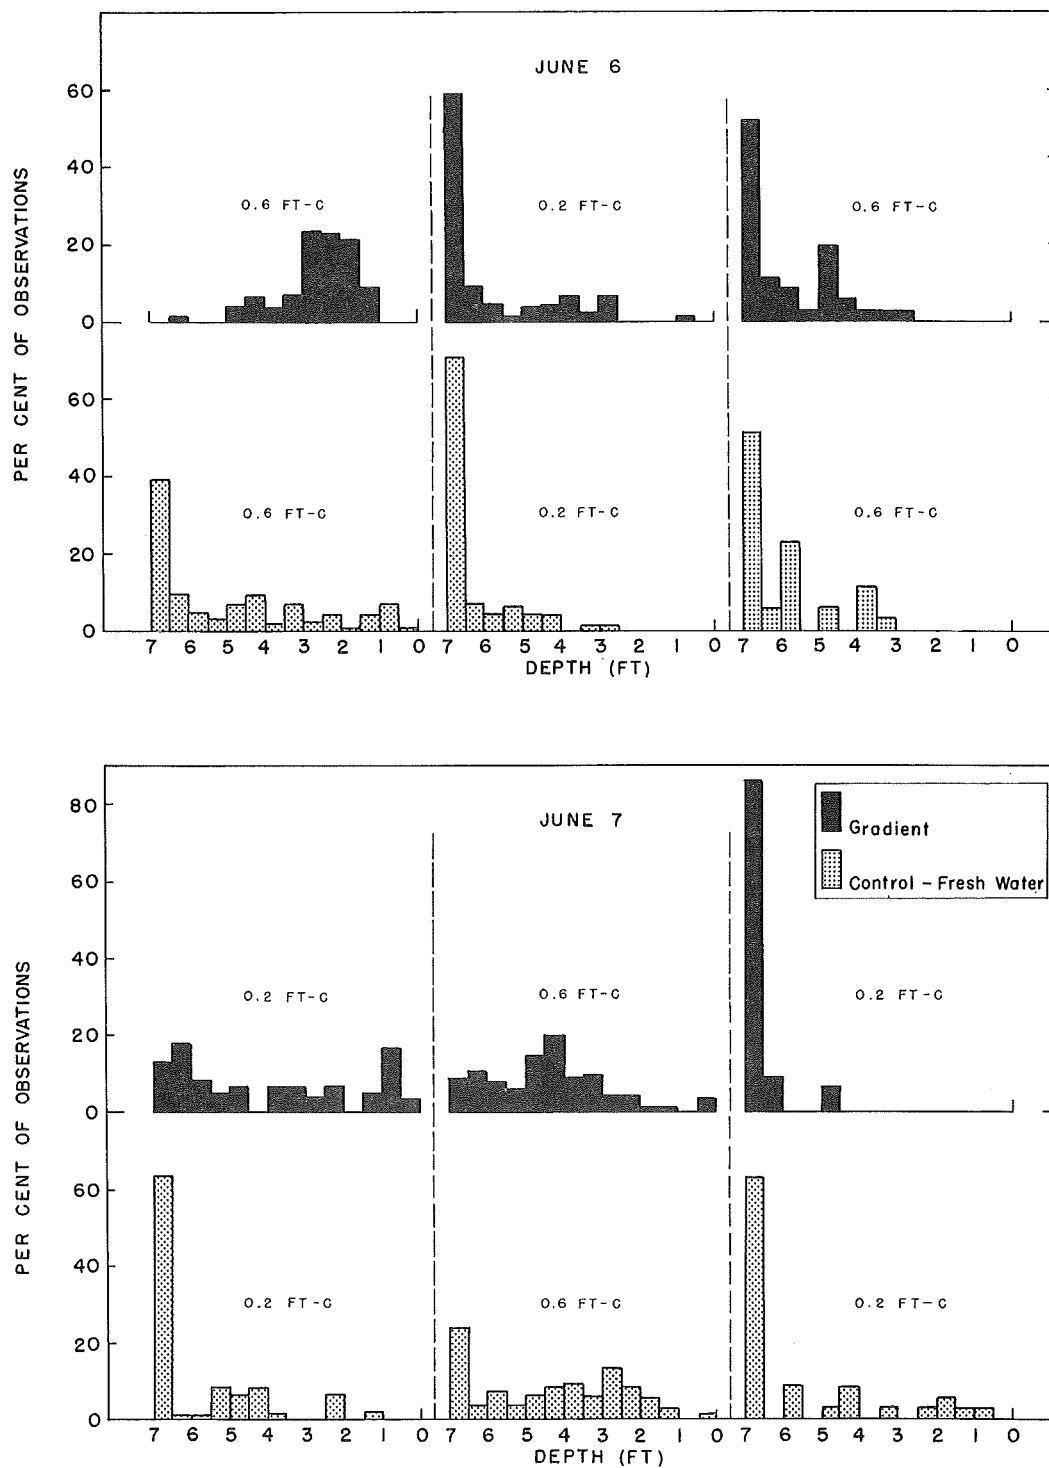 JUNE 6
PER CENT OF OBSERVATIONS
60
40
20
0
0.6 FT-C
0.2 FT-C
0.6 FT-C
60
40
20
0
0.6 FT-C
0.2 FT-C
0.6 FT-C
7 6 5 4 3 2 1 0 7 6 5 4 3 2 1 0 7 6 5 4 3 2 1 0
DEPTH (FT)
JUNE 7
Gradient
Control - Fresh Water
PER CENT OF OBSERVATIONS
80
60
40
20
0
0.2 FT-C
0.6 FT-C
0.2 FT-C
60
40
20
0
0.2 FT-C
0.6 FT-C
0.2 FT-C
7 6 5 4 3 2 1 0 7 6 5 4 3 2 1 0 7 6 5 4 3 2 1 0
DEPTH (FT)